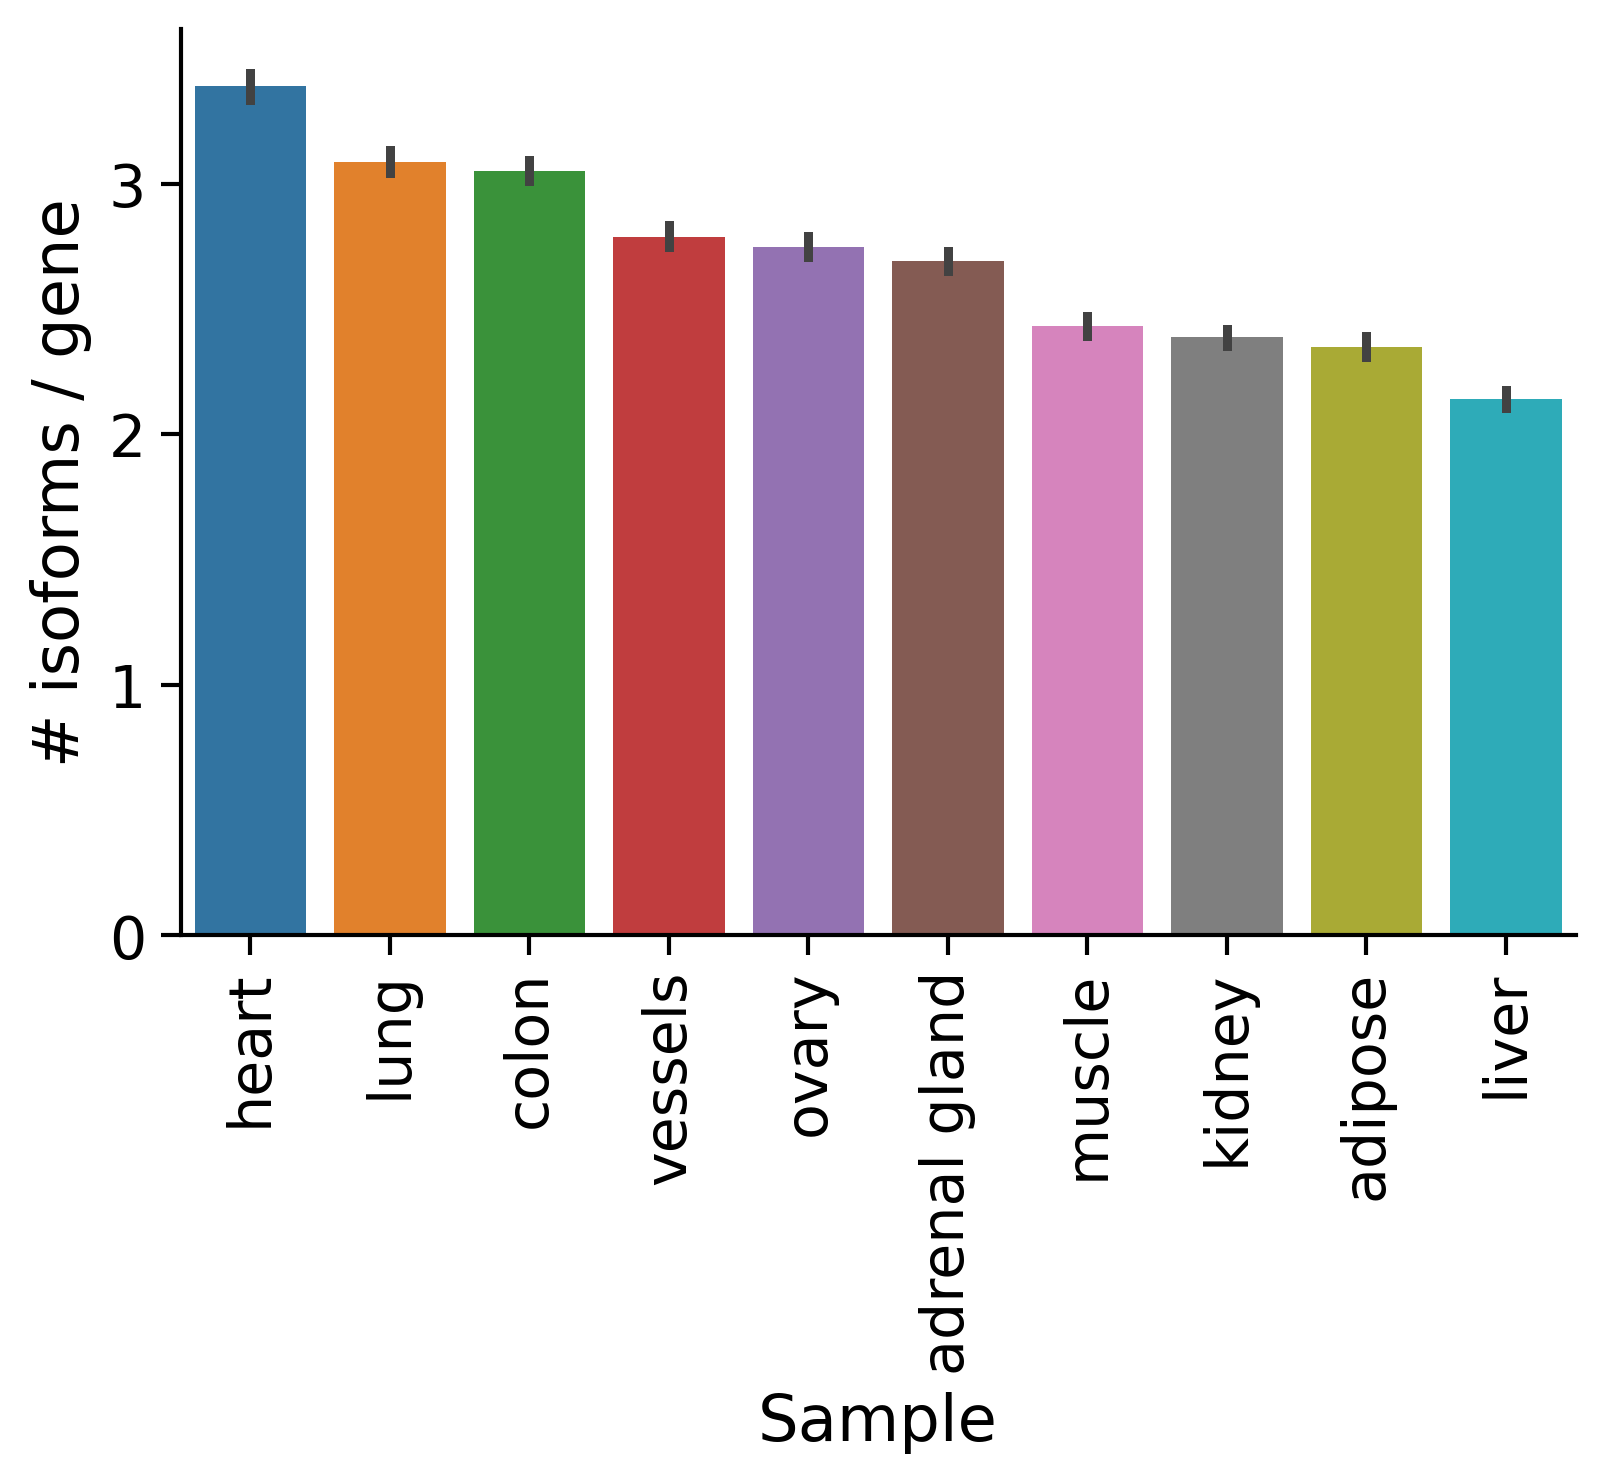 # isoforms / gene
3
2
1
0
heart
lung
colon
vessels
ovary
adrenal gland
muscle
kidney
adipose
liver
Sample